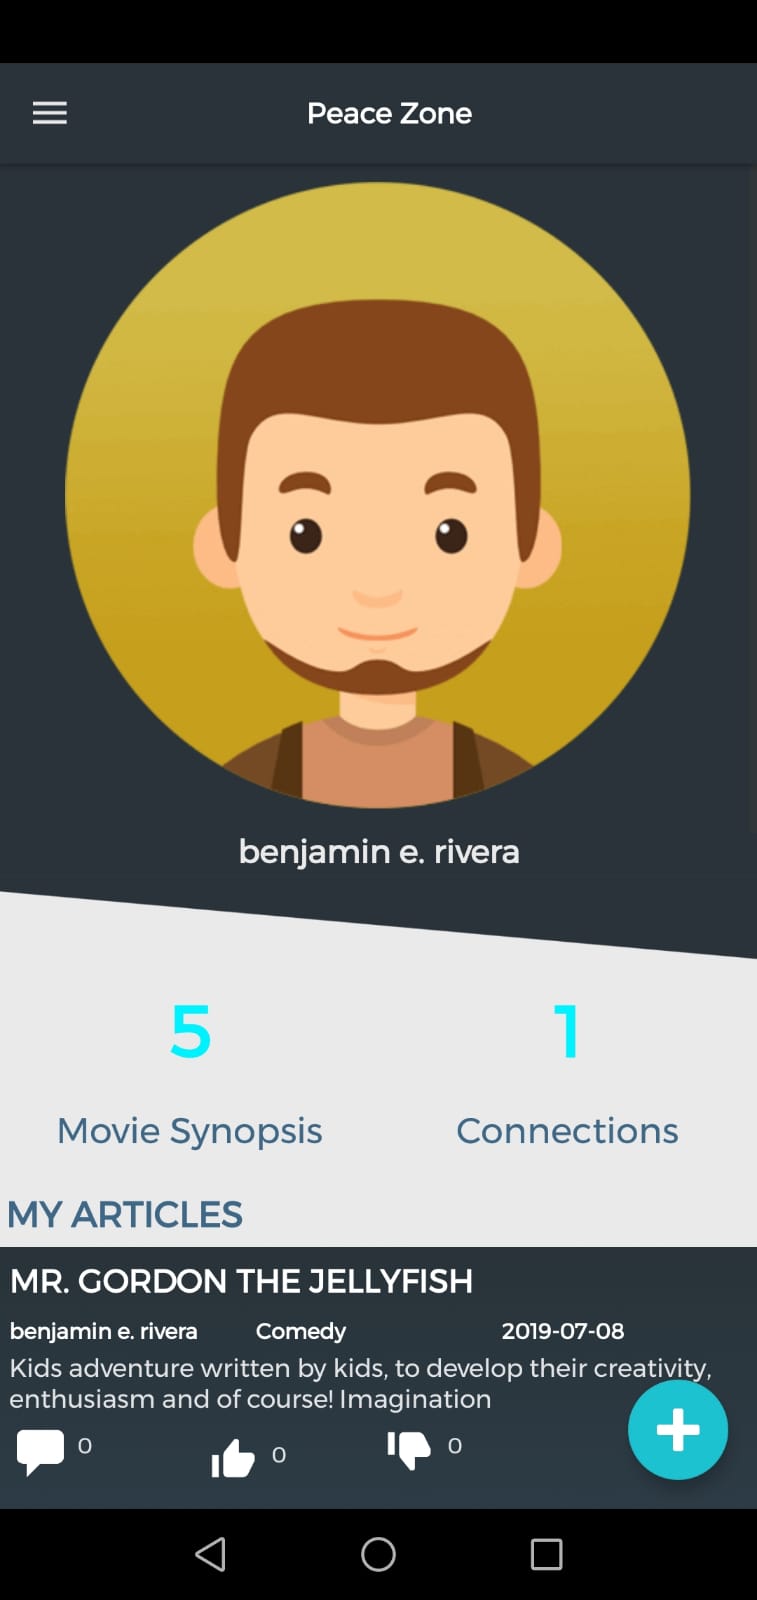 Peace Zone
benjamin e. rivera
5 1
Movie Synopsis Connections
MY ARTICLES
MR. GORDON THE JELLYFISH
benjamin e. rivera Comedy 2019-07-08
Kids adventure written by kids, to develop their creativity,
enthusiasm and of course! Imagination
0 0 0